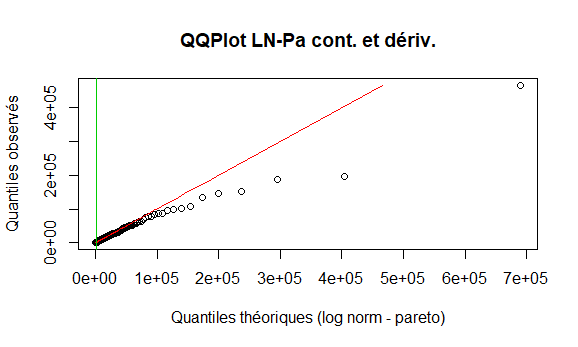 QQPlot LN-Pa cont. et dériv.
Quantiles observés
4e+05
2e+05
0e+00
0e+00 1e+05 2e+05 3e+05 4e+05 5e+05 6e+05 7e+05
Quantiles théoriques (log norm - pareto)